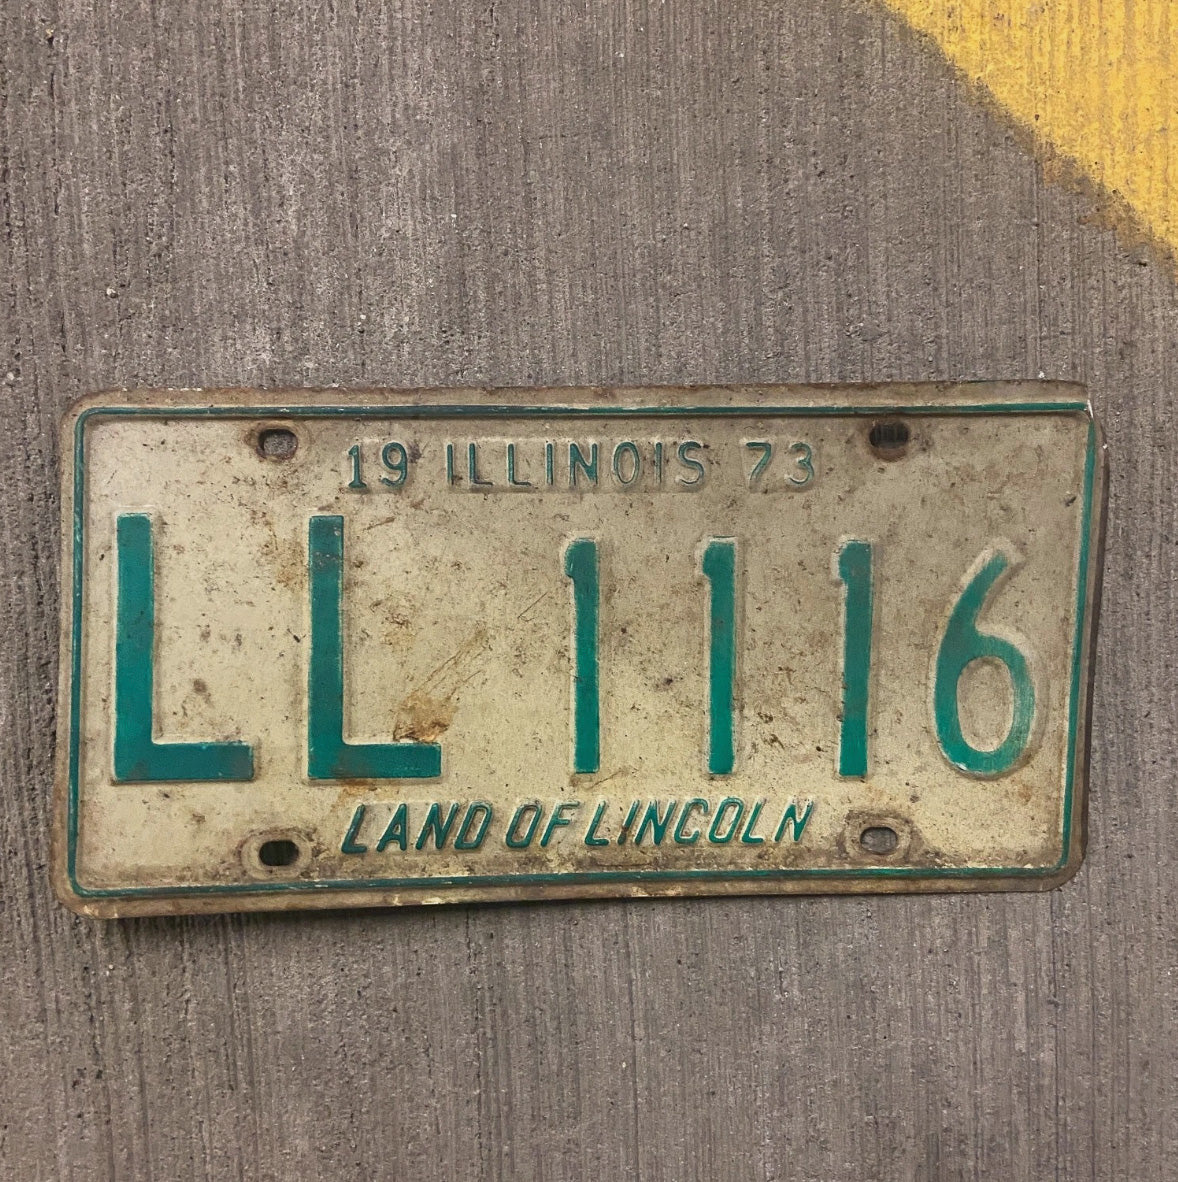 19 ILLINOIS 73
LL 1116
LAND OF LINCOLN